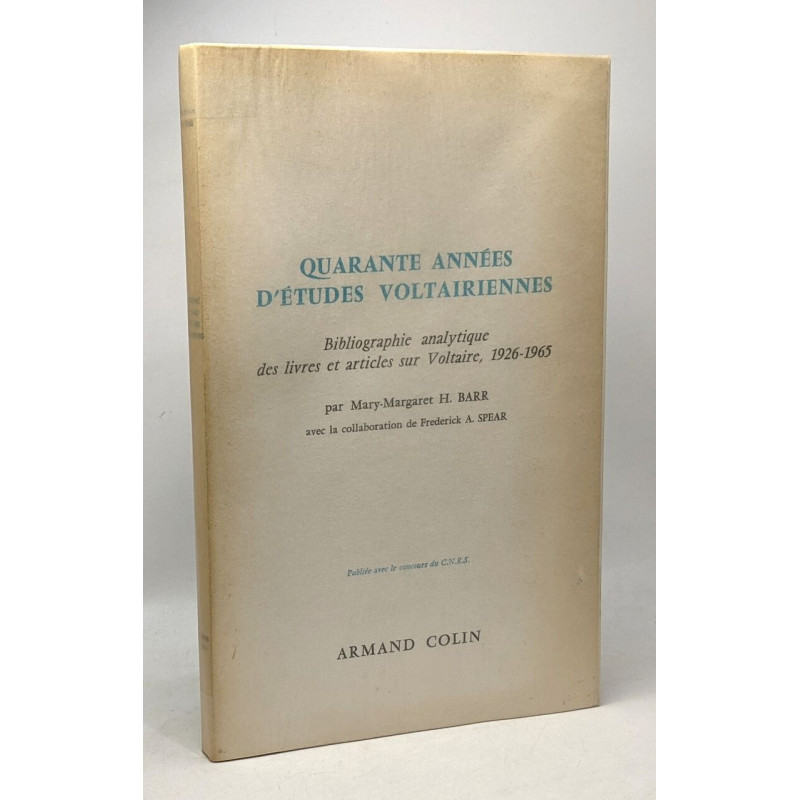 QUARANTE ANNÉES
D'ÉTUDES VOLTAIRIENNES
Bibliographie analytique
des livres et articles sur Voltaire, 1926-1965
par Mary-Margaret H. BARR
avec la collaboration de Frederick A. SPEAR
Publiée avec le concours du C.N.R.S.
ARMAND COLIN